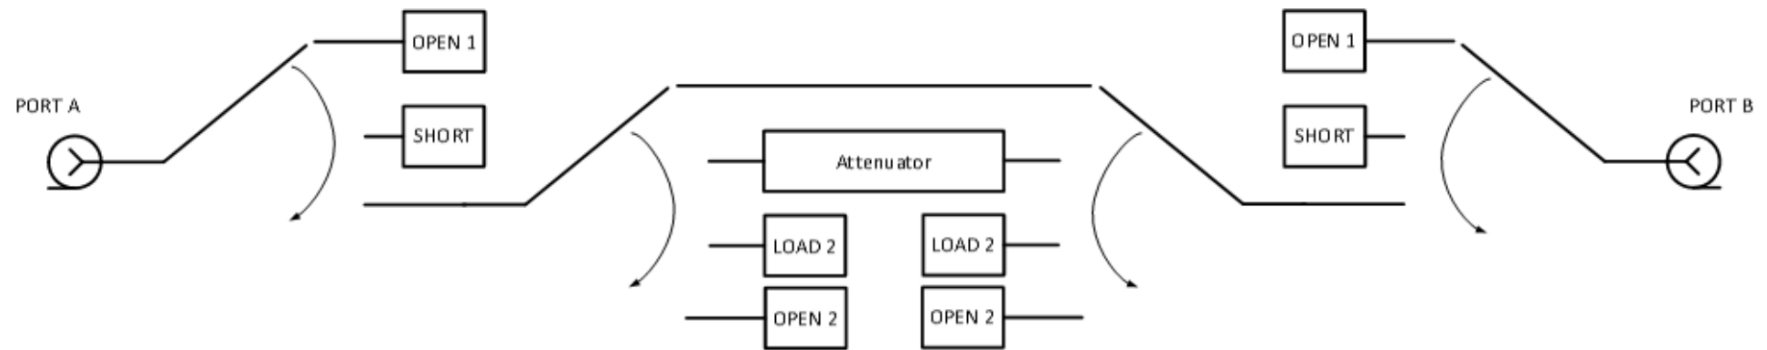 OPEN 1
OPEN 1
PORT A
PORT B
SHORT
SHORT
Attenuator
LOAD 2
LOAD 2
OPEN 2
OPEN 2